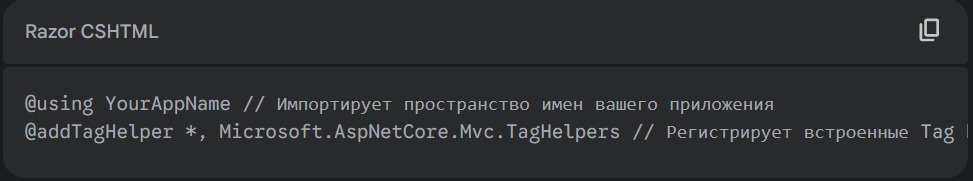 Razor CSHTML
@using YourAppName // Импортирует пространство имен вашего приложения
@addTagHelper *, Microsoft.AspNetCore.Mvc.TagHelpers // Регистрирует встроенные Tag